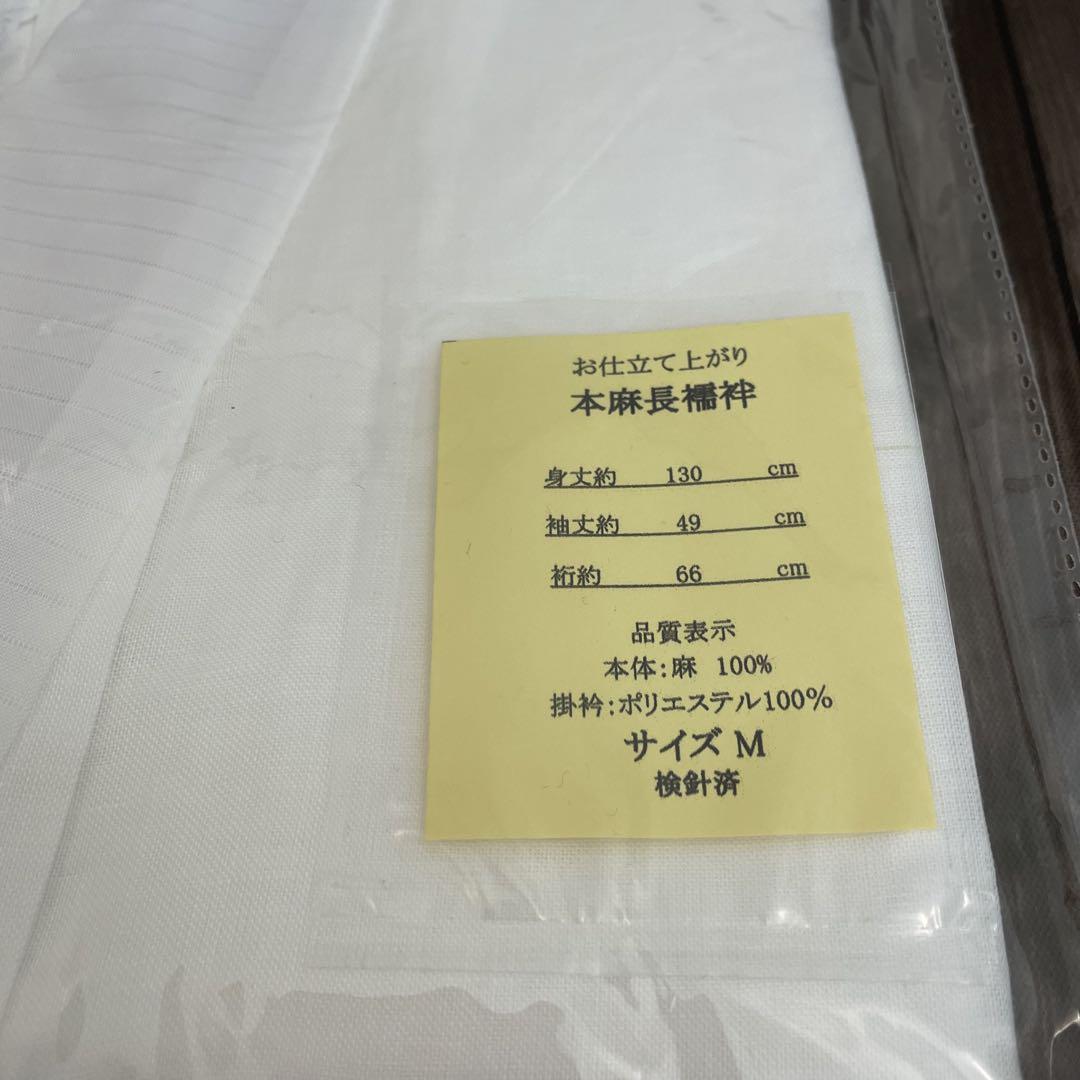 お仕立て上がり
本麻長襦袢
身丈約 130 cm
袖丈約 49 cm
裄約 66 cm
品質表示
本体:麻 100%
掛衿:ポリエステル100%
サイズ M
検針済